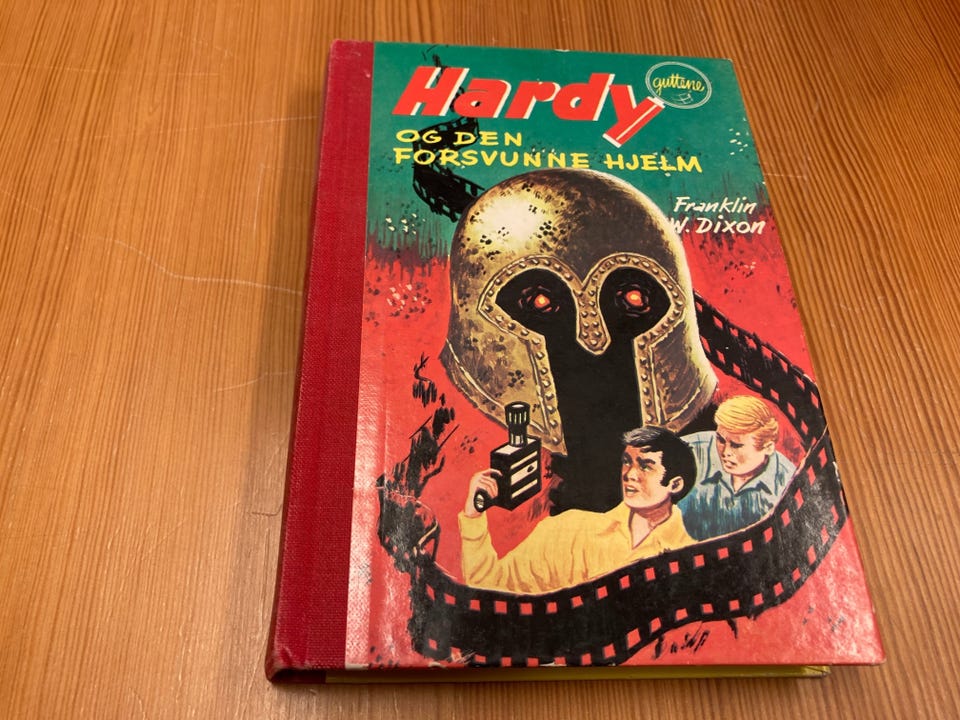 Hardy
guttene
OG DEN
FORSVUNNE HJELM
Franklin
W. Dixon